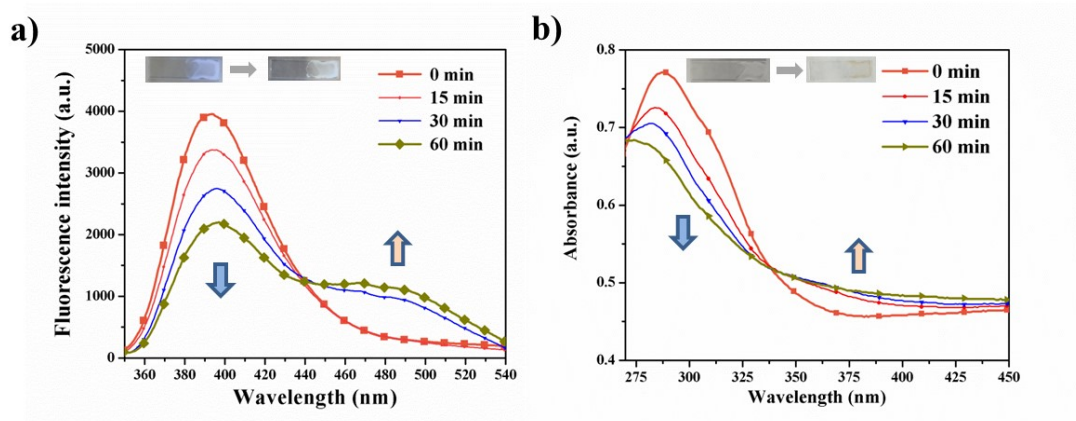 a)
5000
4000
3000
2000
1000
0
360 380 400 420 440 460 480 500 520 540
Wavelength (nm)
Fluorescence intensity (a.u.)
0 min
15 min
30 min
60 min
b)
0.8
0.7
0.6
0.5
0.4
275 300 325 350 375 400 425 450
Wavelength (nm)
Absorbance (a.u.)
0 min
15 min
30 min
60 min